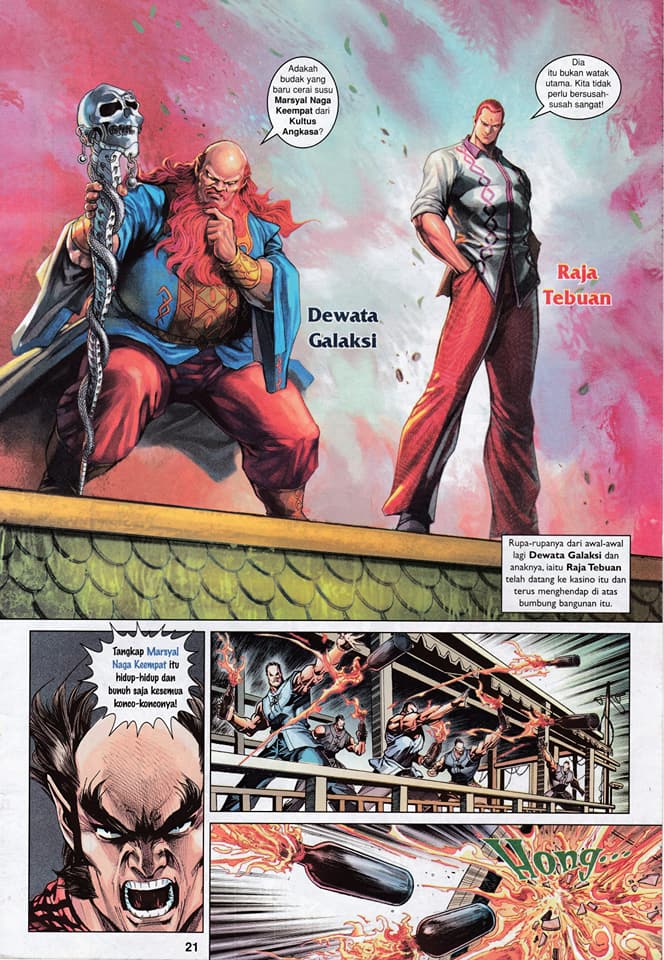 Adakah
budak yang
baru cerai susu
Marsyal Naga
Keempat dari
Kultus
Angkasa?
Dia
itu bukan watak
utama. Kita tidak
perlu bersusah-
susah sangat!
Dewata
Galaksi
Raja
Tebuan
Rupa-rupanya dari awal-awal
lagi Dewata Galaksi dan
anaknya, iaitu Raja Tebuan
telah datang ke kasino itu dan
terus menghendap di atas
bumbung bangunan itu.
Tangkap Marsyal
Naga Keempat itu
hidup-hidup dan
bunuh saja kesemua
konco-konconya!
Hong...
21